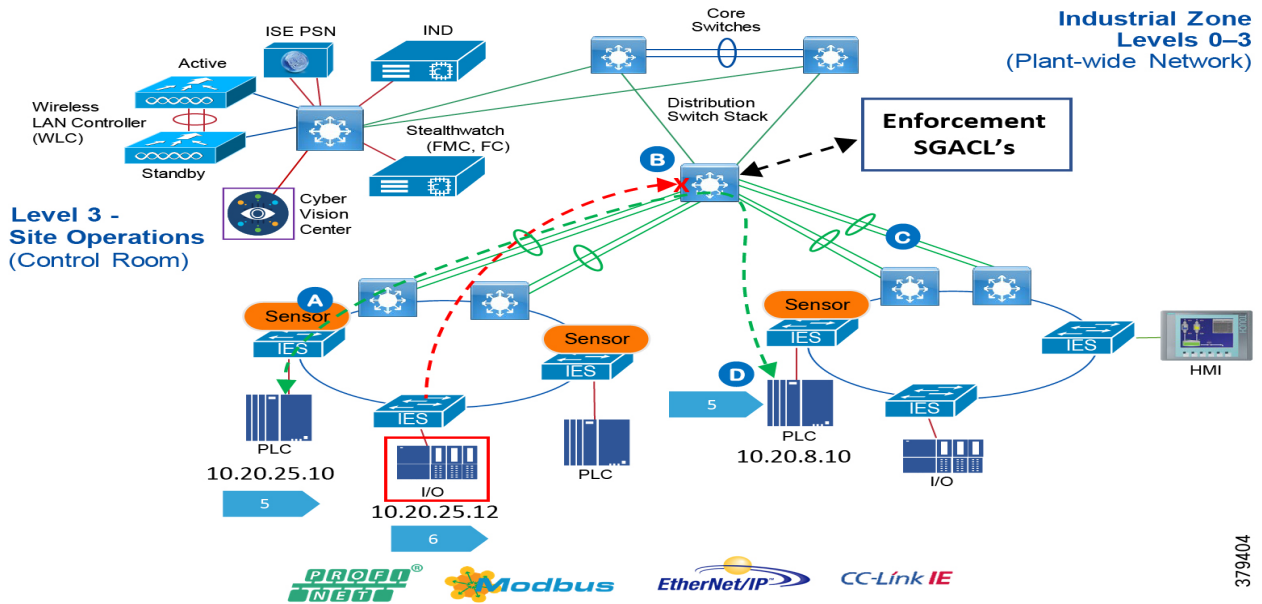 Industrial Zone
Levels 0–3
(Plant-wide Network)
Core
Switches
ISE PSN
IND
Active
Wireless
LAN Controller
(WLC)
Standby
Distribution
Switch Stack
Enforcement
SGACL's
Stealthwatch
(FMC, FC)
B
X
Cyber
Vision
Center
Level 3 -
Site Operations
(Control Room)
C
A
Sensor
IES
Sensor
IES
Sensor
IES
IES
HMI
D
5
IES
IES
PLC
10.20.25.10
5
I/O
10.20.25.12
6
PLC
PLC
10.20.8.10
I/O
PROFI
NET®
Modbus
EtherNet/IP™
CC-Link IE
379404